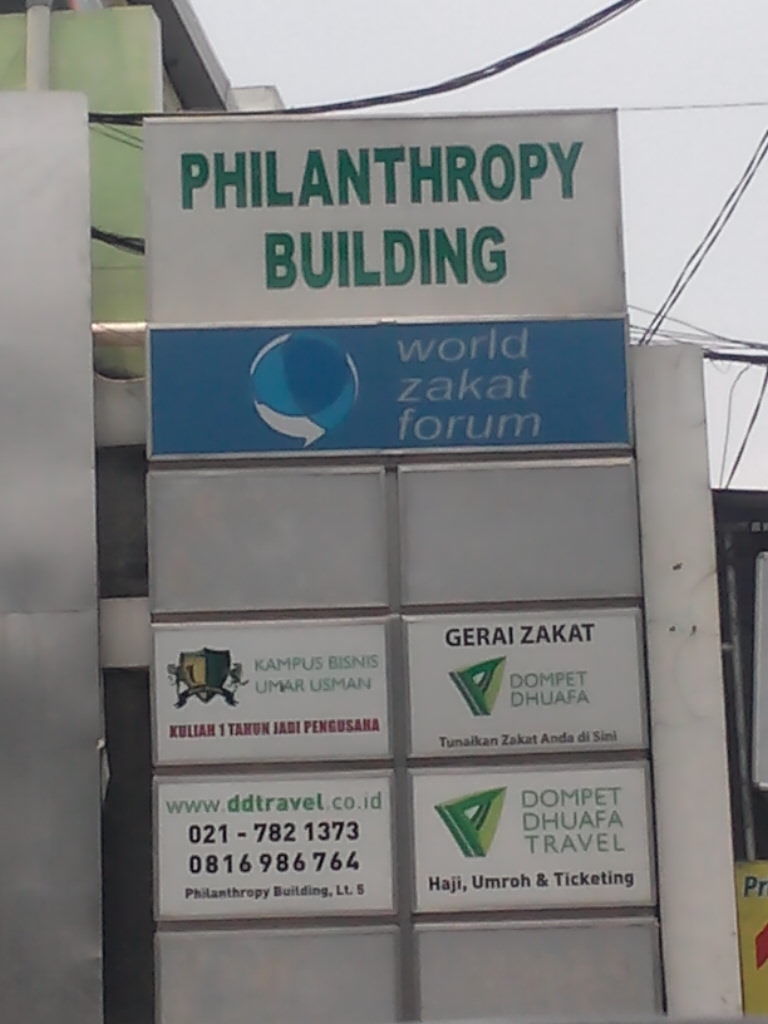 PHILANTHROPY
BUILDING
world
zakat
forum
KAMPUS BISNIS
UMAR USMAN
KULIAH 1 TAHUN JADI PENGUSAHA
GERAI ZAKAT
DOMPET
DHUAFA
Tunaikan Zakat Anda di Sini
www.ddtravel.co.id
021 - 782 1373
0816 986 764
Philanthropy Building, Lt. 5
DOMPET
DHUAFA
TRAVEL
Haji, Umroh & Ticketing